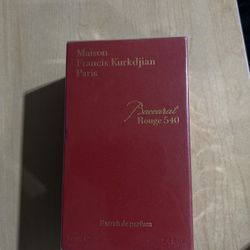 Maison
Francis Kurkdjian
Paris
Baccarat
Rouge 540
Extrait de parfum